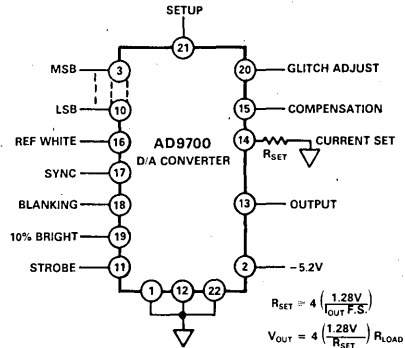 SETUP
21
MSB 3 20 GLITCH ADJUST
LSB 10 15 COMPENSATION
REF WHITE 16 AD9700 14 CURRENT SET
D/A CONVERTER RSET
SYNC 17
BLANKING 18 13 OUTPUT
10% BRIGHT 19
STROBE 11 2 -5.2V
1 12 22
RSET = 4 (1.28V / IOUT F.S.)
VOUT = 4 (1.28V / RSET) RLOAD